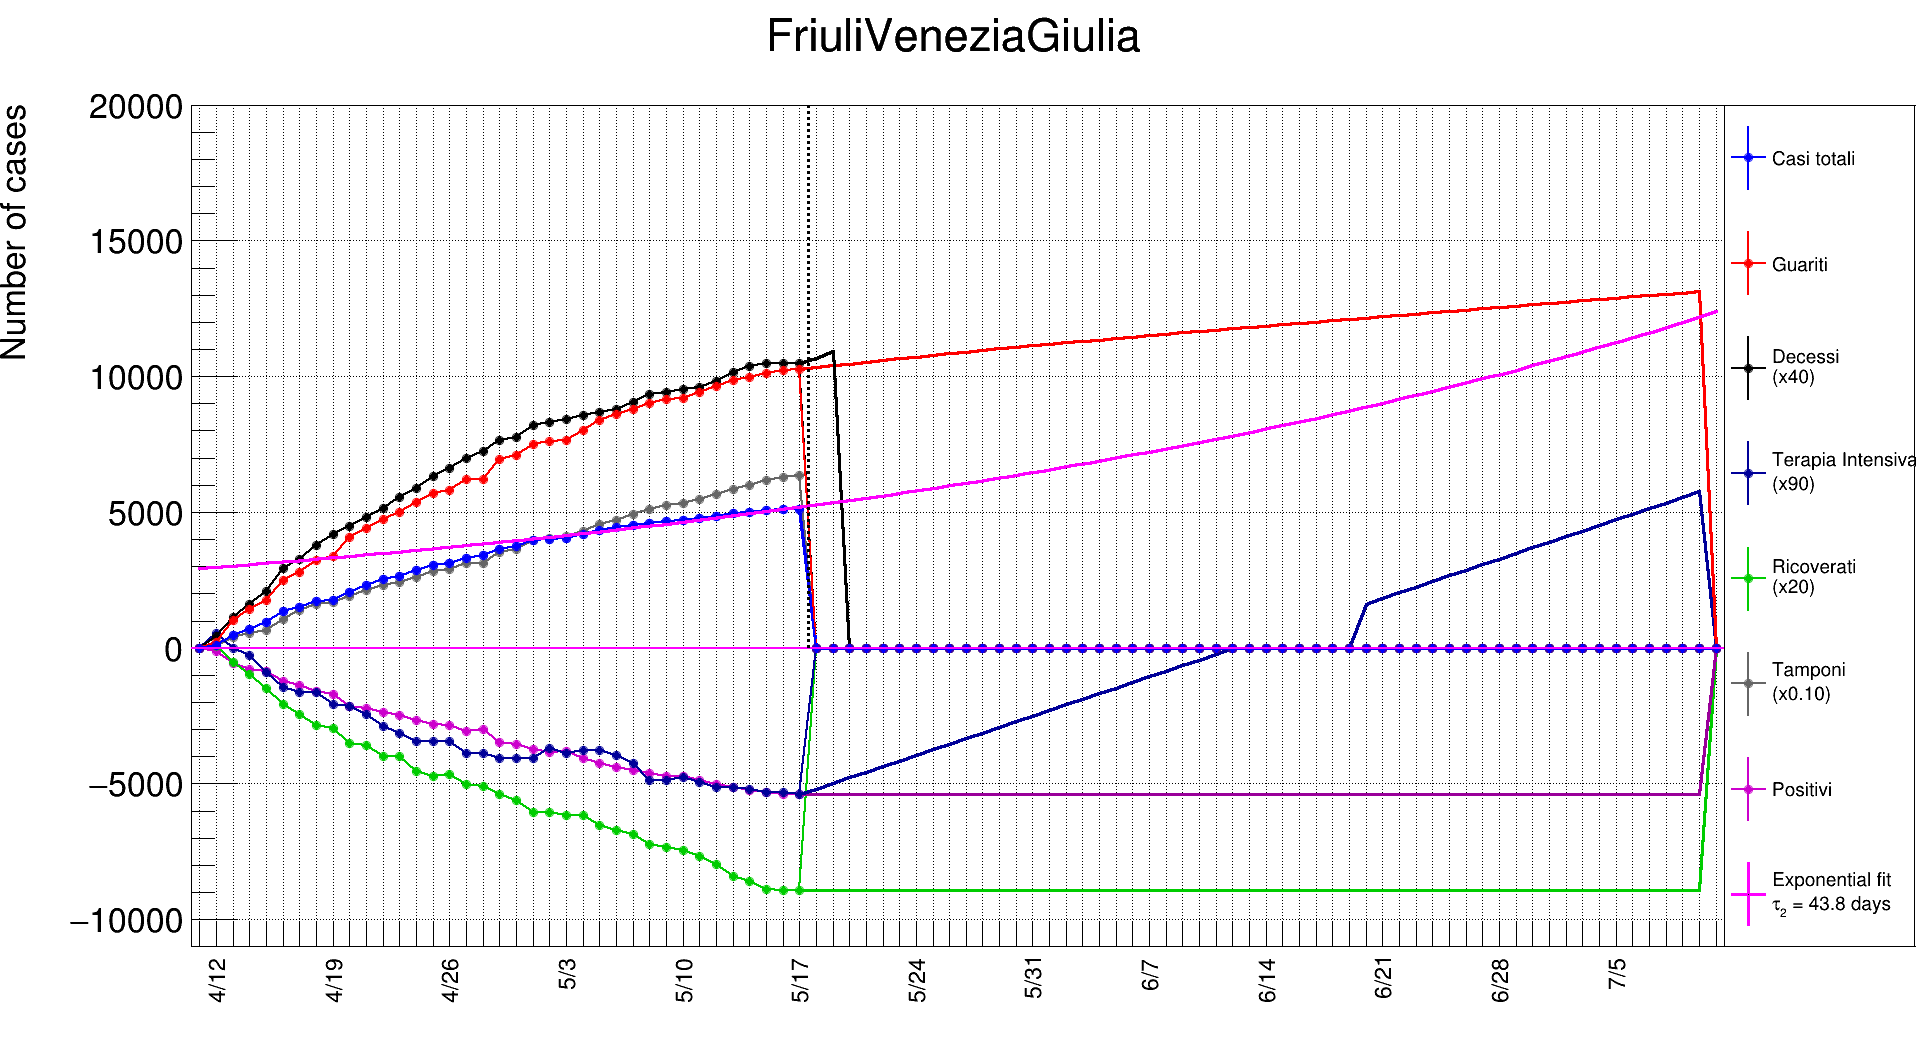 FriuliVeneziaGiulia
Number of cases
20000
15000
10000
5000
0
−5000
−10000
4/12
4/19
4/26
5/3
5/10
5/17
5/24
5/31
6/7
6/14
6/21
6/28
7/5
Casi totali
Guariti
Decessi
(x40)
Terapia Intensiva
(x90)
Ricoverati
(x20)
Tamponi
(x0.10)
Positivi
Exponential fit
τ2 = 43.8 days